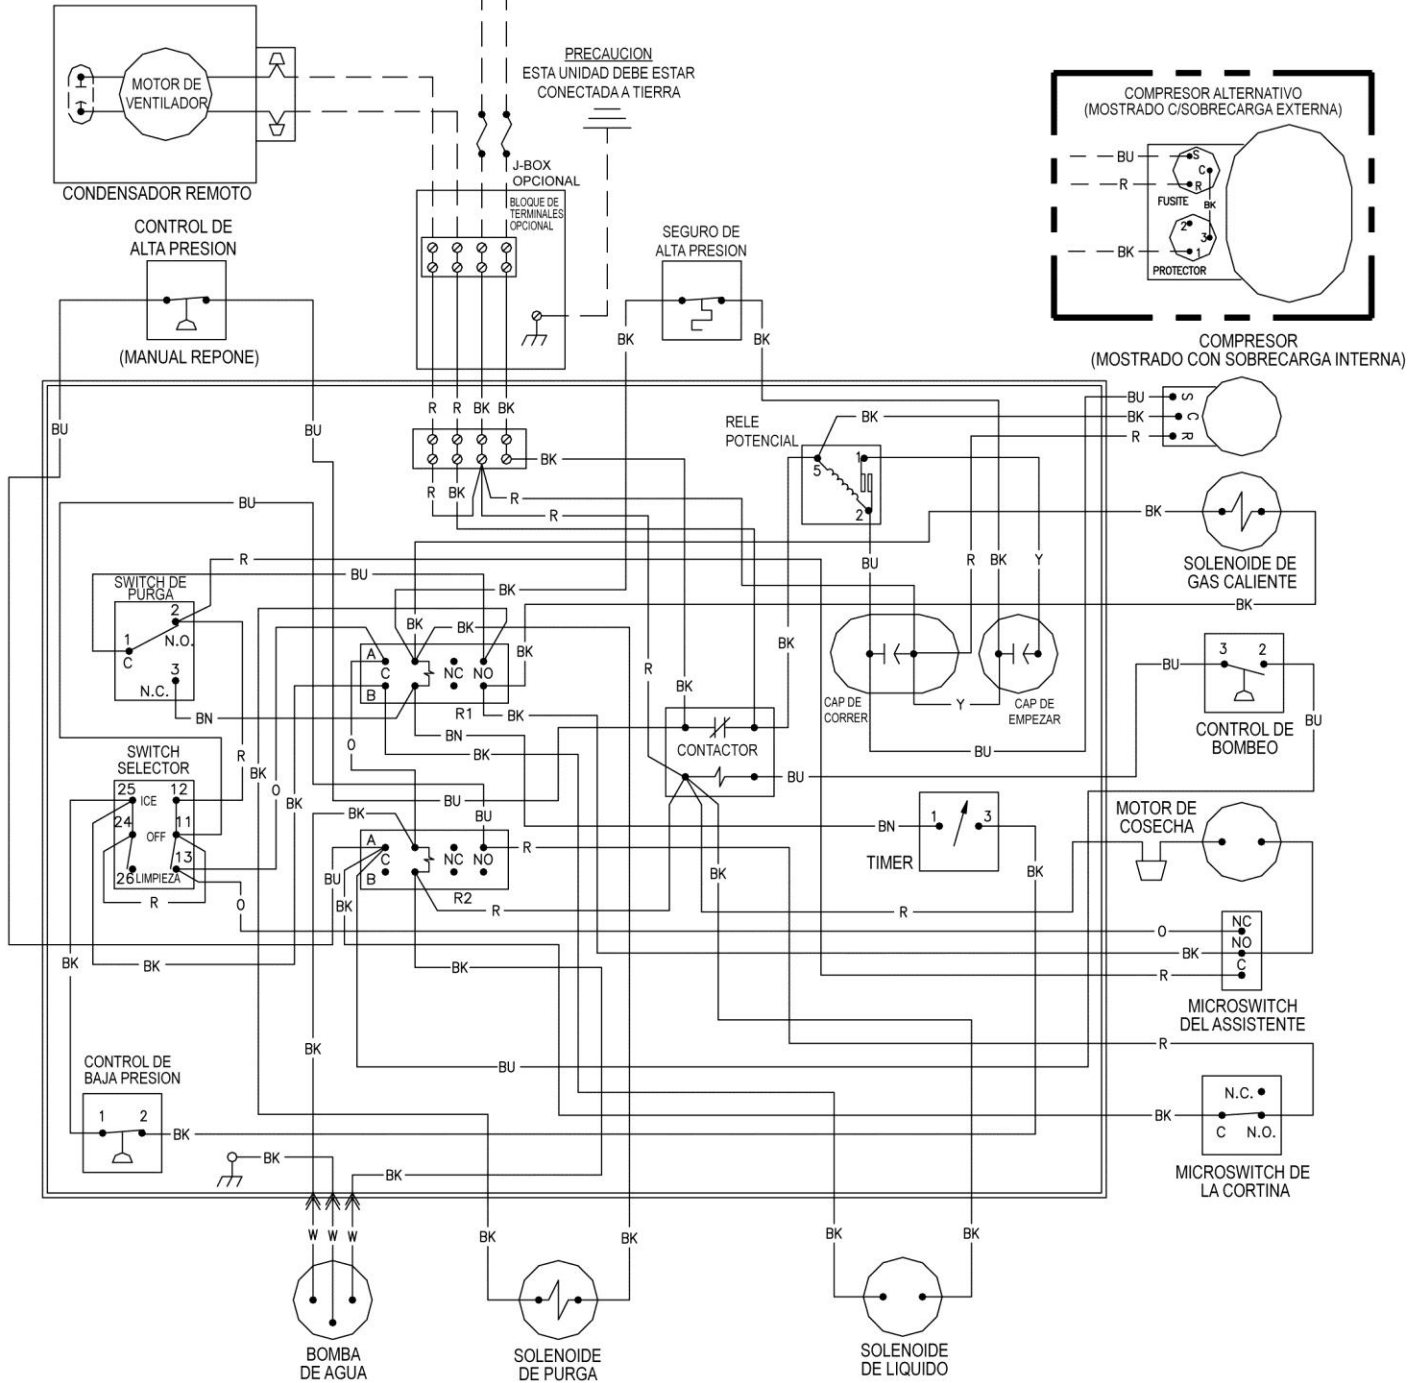 PRECAUCION
ESTA UNIDAD DEBE ESTAR
CONECTADA A TIERRA
MOTOR DE
VENTILADOR
CONDENSADOR REMOTO
J-BOX
OPCIONAL
BLOQUE DE
TERMINALES
OPCIONAL
COMPRESOR ALTERNATIVO
(MOSTRADO C/SOBRECARGA EXTERNA)
BU
S
C
R
R
FUSITE
BK
2
3
BK
1
PROTECTOR
CONTROL DE
ALTA PRESION
(MANUAL REPONE)
SEGURO DE
ALTA PRESION
BK
BK
COMPRESOR
(MOSTRADO CON SOBRECARGA INTERNA)
BU
BU
R
R
BK
BK
BU
S
BK
BK
C
R
R
RELE
POTENCIAL
5
1
2
BK
R
BK
R
R
BU
BK
SOLENOIDE DE
GAS CALIENTE
R
BU
BK
BU
R
BK
Y
SWITCH DE
PURGA
2
1
N.O.
C
3
N.C.
BN
BK
BK
BK
BK
A
C
NC
NO
B
R1
BK
BN
BK
R
BK
BK
CAP DE
CORRER
Y
CAP DE
EMPEZAR
BU
3
2
BU
CONTROL DE
BOMBEO
CONTACTOR
BU
BU
SWITCH
SELECTOR
R
BK
O
BK
O
25
ICE
12
24
OFF
11
26
LIMPIEZA
13
R
O
BU
BK
BU
A
C
NC
NO
B
R2
R
BU
BK
R
BK
BN
1
3
TIMER
BK
MOTOR DE
COSECHA
R
O
NC
BK
NO
R
C
MICROSWITCH
DEL ASSISTENTE
BK
BK
BK
BK
BU
R
CONTROL DE
BAJA PRESION
1
2
BK
BK
BK
N.C.
BK
C
N.O.
MICROSWITCH DE
LA CORTINA
W
W
W
BK
BK
BK
BK
BOMBA
DE AGUA
SOLENOIDE
DE PURGA
SOLENOIDE
DE LIQUIDO